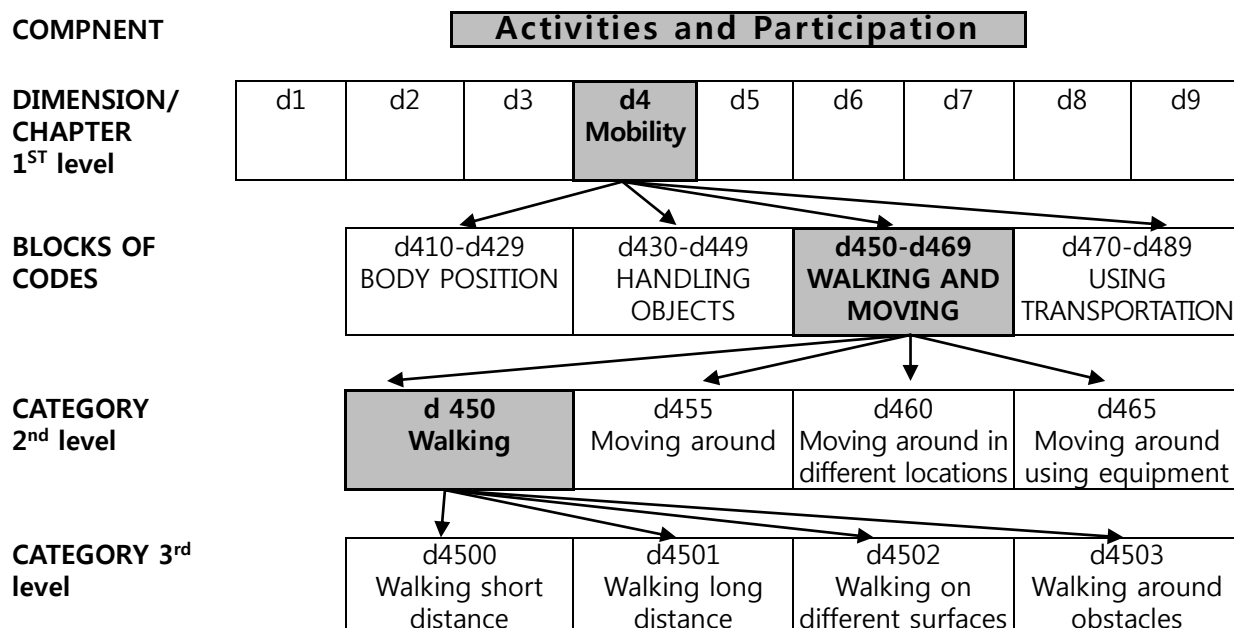 COMPNENT
Activities and Participation
DIMENSION/
CHAPTER
1ST level
d1
d2
d3
d4
Mobility
d5
d6
d7
d8
d9
BLOCKS OF
CODES
d410-d429
BODY POSITION
d430-d449
HANDLING
OBJECTS
d450-d469
WALKING AND
MOVING
d470-d489
USING
TRANSPORTATION
CATEGORY
2nd level
d 450
Walking
d455
Moving around
d460
Moving around in
different locations
d465
Moving around
using equipment
CATEGORY 3rd
level
d4500
Walking short
distance
d4501
Walking long
distance
d4502
Walking on
different surfaces
d4503
Walking around
obstacles